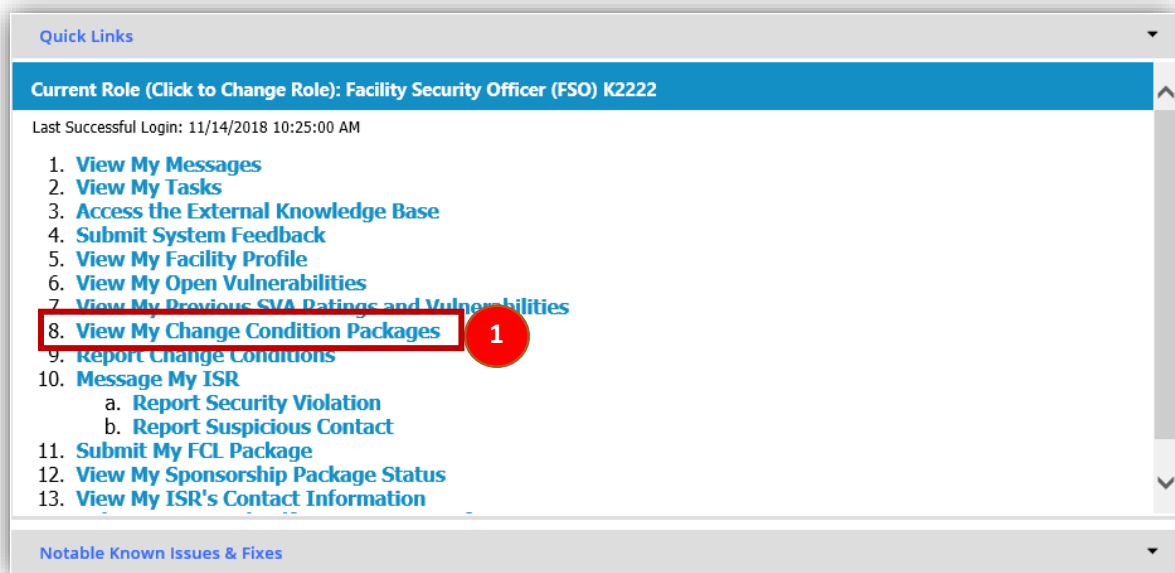 Quick Links
Current Role (Click to Change Role): Facility Security Officer (FSO) K2222
Last Successful Login: 11/14/2018 10:25:00 AM
1. View My Messages
2. View My Tasks
3. Access the External Knowledge Base
4. Submit System Feedback
5. View My Facility Profile
6. View My Open Vulnerabilities
7. View My Previous SVA Ratings and Vulnerabilities
8. View My Change Condition Packages 1
9. Report Change Conditions
10. Message My ISR
a. Report Security Violation
b. Report Suspicious Contact
11. Submit My FCL Package
12. View My Sponsorship Package Status
13. View My ISR's Contact Information
Notable Known Issues & Fixes